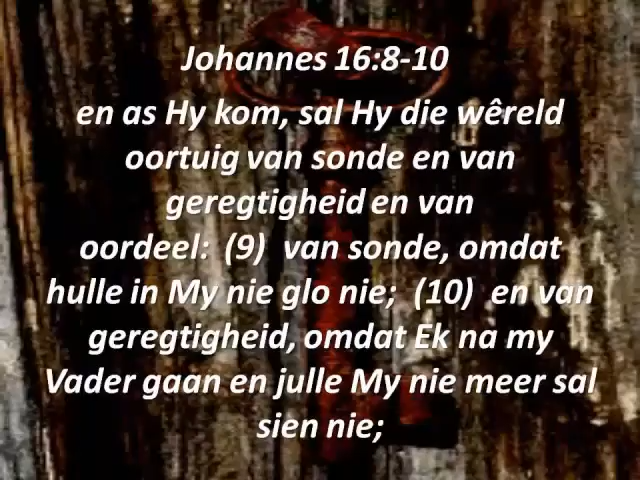 Johannes 16:8-10
en as Hy kom, sal Hy die wêreld
oortuig van sonde en van
geregtigheid en van
oordeel:  (9)  van sonde, omdat
hulle in My nie glo nie;  (10)  en van
geregtigheid, omdat Ek na my
Vader gaan en julle My nie meer sal
sien nie;